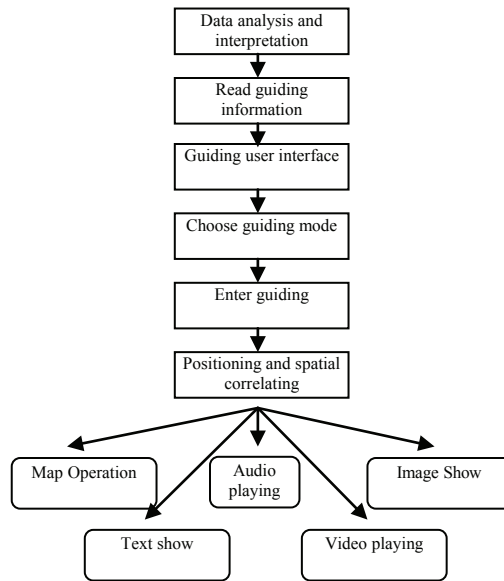 Data analysis and
interpretation
Read guiding
information
Guiding user interface
Choose guiding mode
Enter guiding
Positioning and spatial
correlating
Map Operation
Audio
playing
Image Show
Text show
Video playing